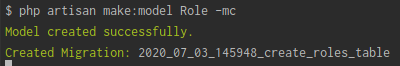 $ php artisan make:model Role -mc
Model created successfully.
Created Migration: 2020_07_03_145948_create_roles_table